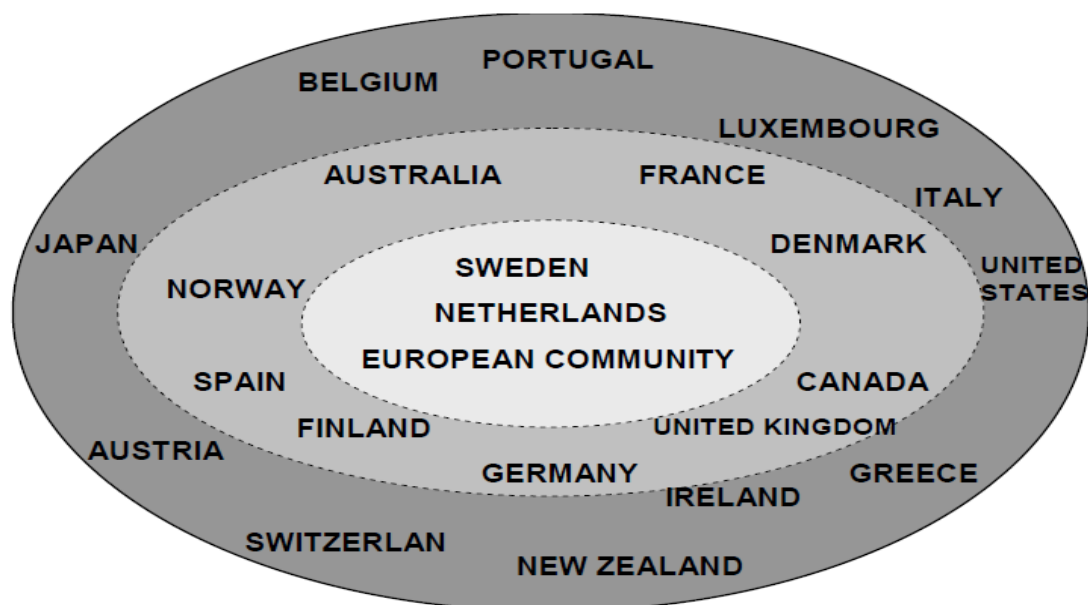 PORTUGAL
BELGIUM
LUXEMBOURG
AUSTRALIA
FRANCE
ITALY
JAPAN
DENMARK
SWEDEN
UNITED
STATES
NORWAY
NETHERLANDS
EUROPEAN COMMUNITY
SPAIN
CANADA
FINLAND
UNITED KINGDOM
AUSTRIA
GERMANY
GREECE
IRELAND
SWITZERLAN
NEW ZEALAND